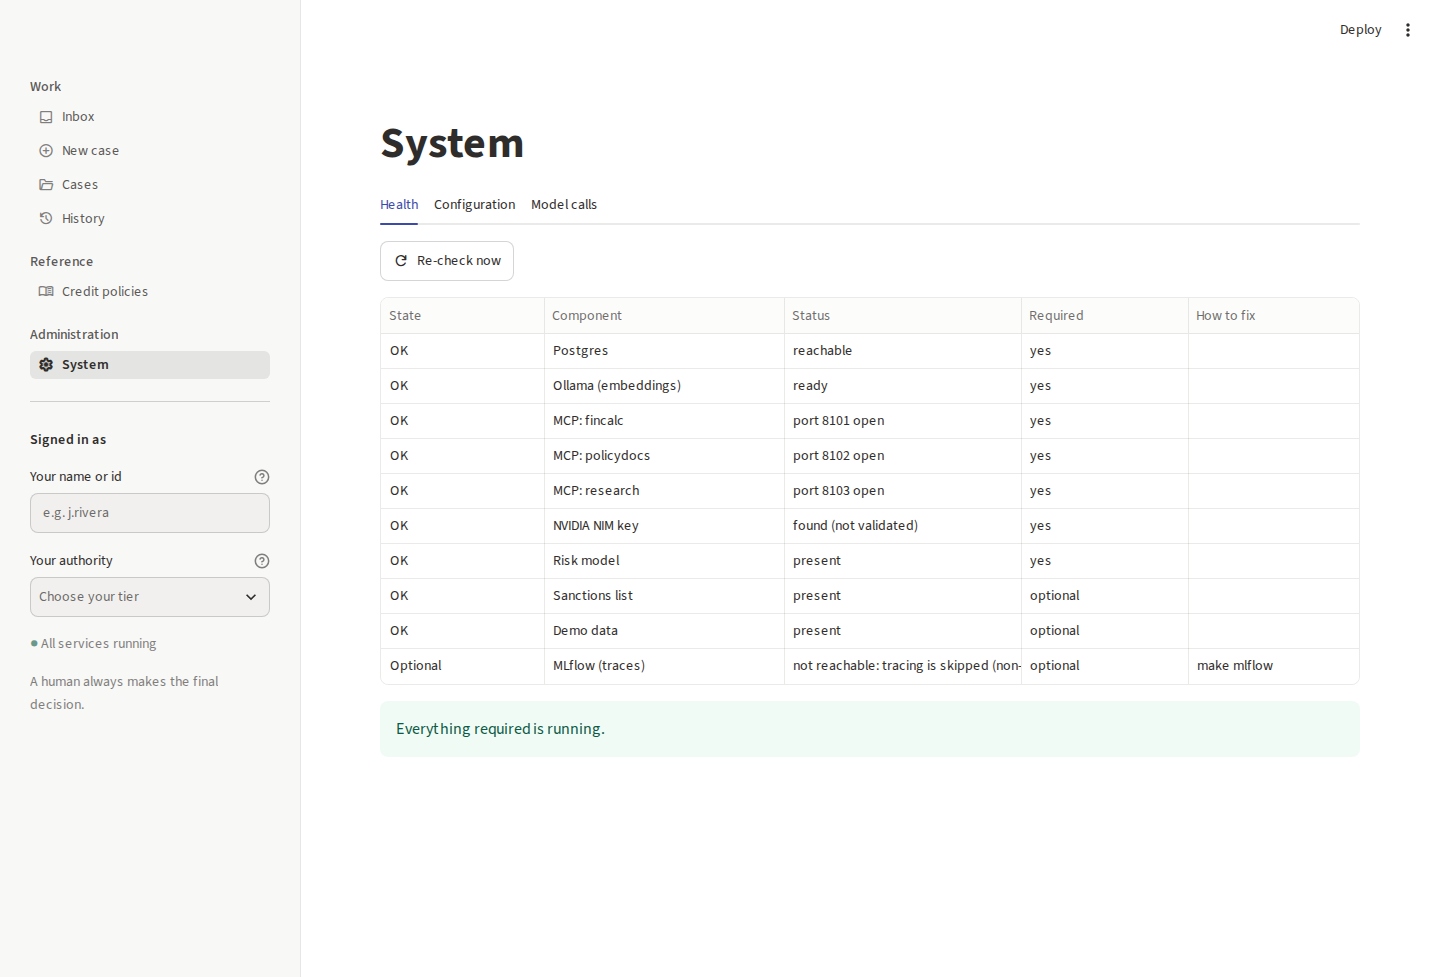 Deploy
Work
Inbox
New case
Cases
History
Reference
Credit policies
Administration
System
Signed in as
Your name or id
e.g. j.rivera
Your authority
Choose your tier
All services running
A human always makes the final
decision.
System
Health Configuration Model calls
Re-check now
State Component Status Required How to fix
OK Postgres reachable yes
OK Ollama (embeddings) ready yes
OK MCP: fincalc port 8101 open yes
OK MCP: policydocs port 8102 open yes
OK MCP: research port 8103 open yes
OK NVIDIA NIM key found (not validated) yes
OK Risk model present yes
OK Sanctions list present optional
OK Demo data present optional
Optional MLflow (traces) not reachable: tracing is skipped (non- optional make mlflow
Everything required is running.